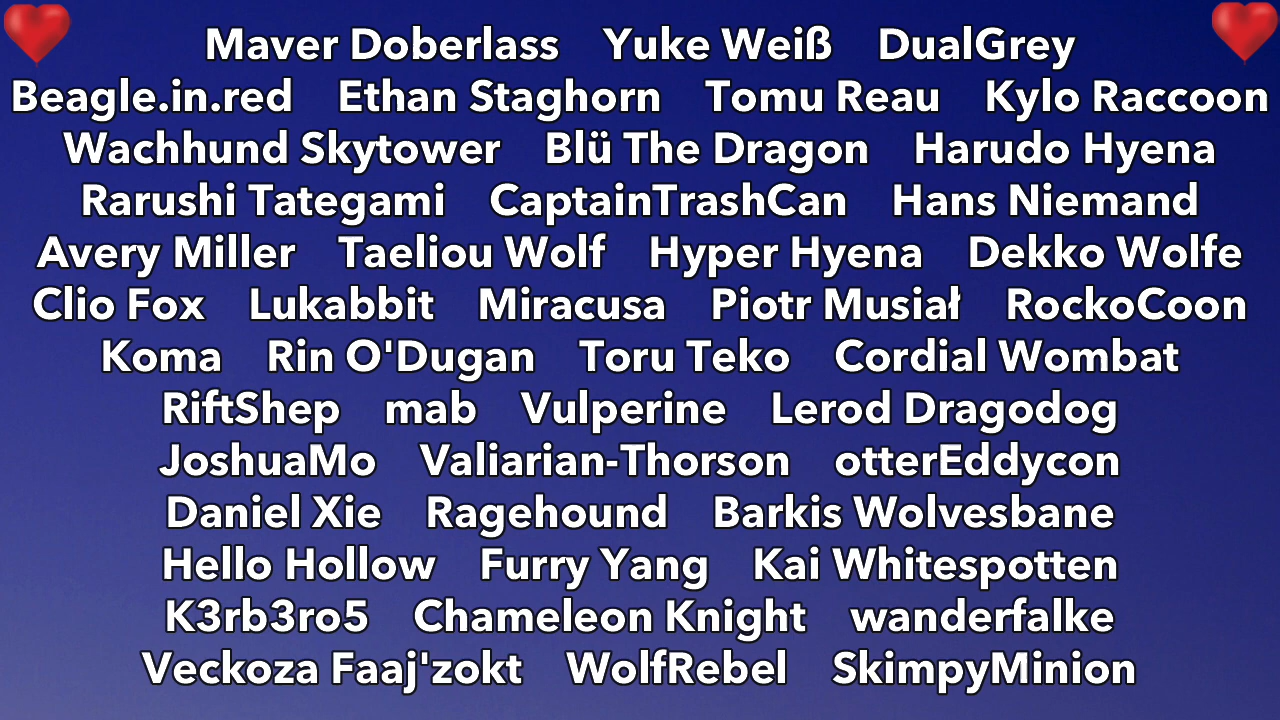 Maver Doberlass Yuke Weiß DualGrey
Beagle.in.red Ethan Staghorn Tomu Reau Kylo Raccoon
Wachhund Skytower Blü The Dragon Harudo Hyena
Rarushi Tategami CaptainTrashCan Hans Niemand
Avery Miller Taeliou Wolf Hyper Hyena Dekko Wolfe
Clio Fox Lukabbit Miracusa Piotr Musiał RockoCoon
Koma Rin O'Dugan Toru Teko Cordial Wombat
RiftShep mab Vulperine Lerod Dragodog
JoshuaMo Valiarian-Thorson otterEddycon
Daniel Xie Ragehound Barkis Wolvesbane
Hello Hollow Furry Yang Kai Whitespotten
K3rb3ro5 Chameleon Knight wanderfalke
Veckoza Faaj'zokt WolfRebel SkimpyMinion